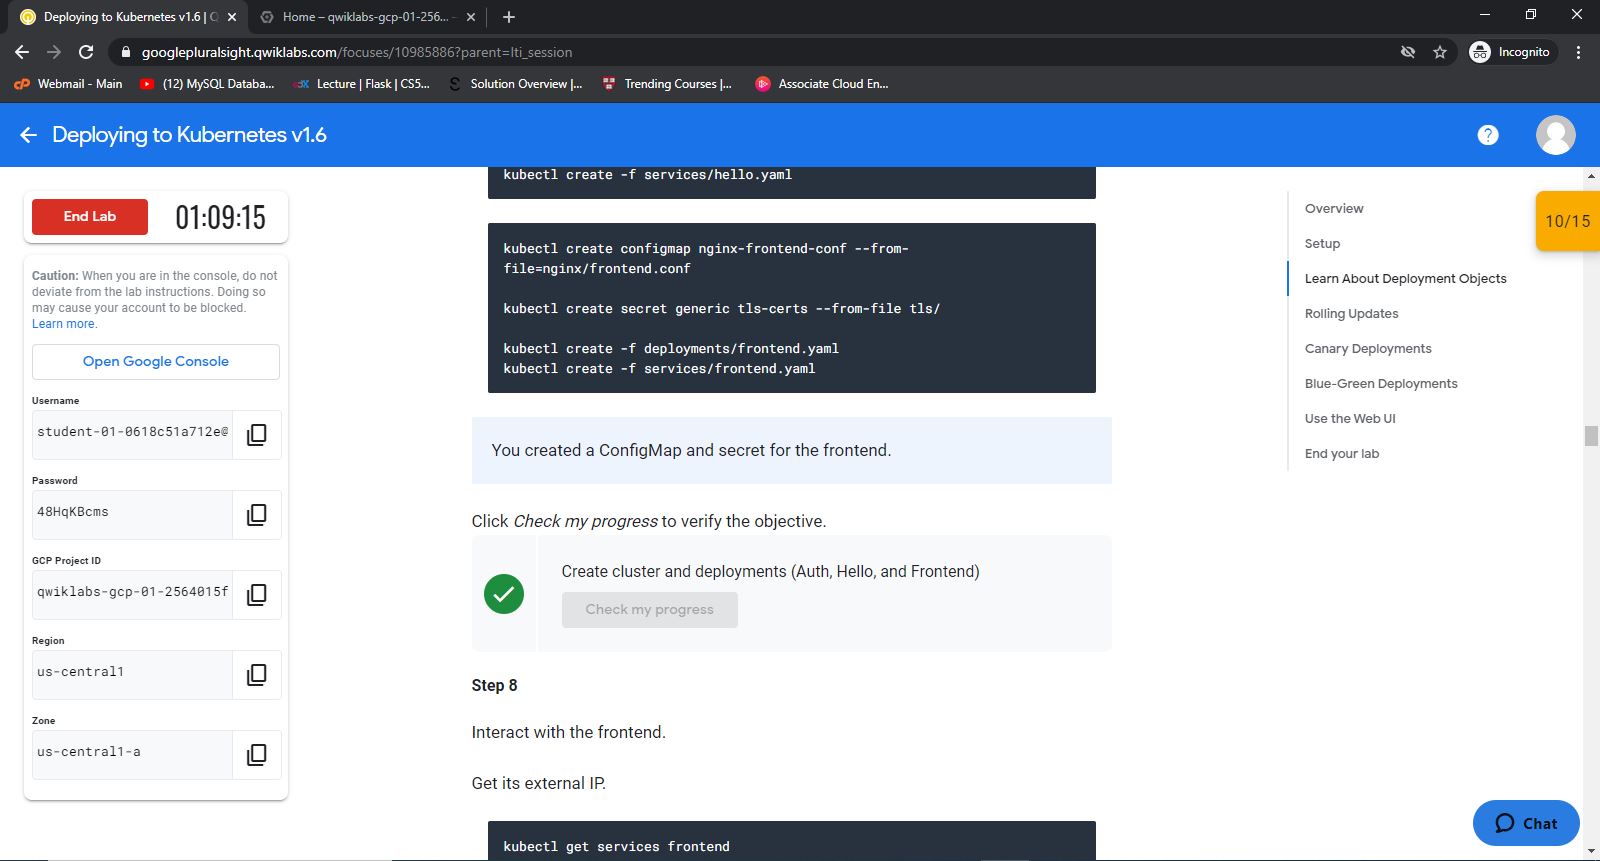 Deploying to Kubernetes v1.6 | Q
Home – qwiklabs-gcp-01-256... –
googlepluralsight.qwiklabs.com/focuses/10985886?parent=lti_session
Incognito
Webmail - Main
(12) MySQL Databa...
Lecture | Flask | CS5...
Solution Overview |...
Trending Courses |...
Associate Cloud En...
Deploying to Kubernetes v1.6
?
End Lab
01:09:15
Caution: When you are in the console, do not
deviate from the lab instructions. Doing so
may cause your account to be blocked.
Learn more.
Open Google Console
Username
student-01-0618c51a712e@
Password
48HqKBcms
GCP Project ID
qwiklabs-gcp-01-2564015f
Region
us-central1
Zone
us-central1-a
kubectl create -f services/hello.yaml
kubectl create configmap nginx-frontend-conf --from-
file=nginx/frontend.conf
kubectl create secret generic tls-certs --from-file tls/
kubectl create -f deployments/frontend.yaml
kubectl create -f services/frontend.yaml
You created a ConfigMap and secret for the frontend.
Click Check my progress to verify the objective.
Create cluster and deployments (Auth, Hello, and Frontend)
Check my progress
Step 8
Interact with the frontend.
Get its external IP.
kubectl get services frontend
Overview
Setup
Learn About Deployment Objects
Rolling Updates
Canary Deployments
Blue-Green Deployments
Use the Web UI
End your lab
10/15
Chat